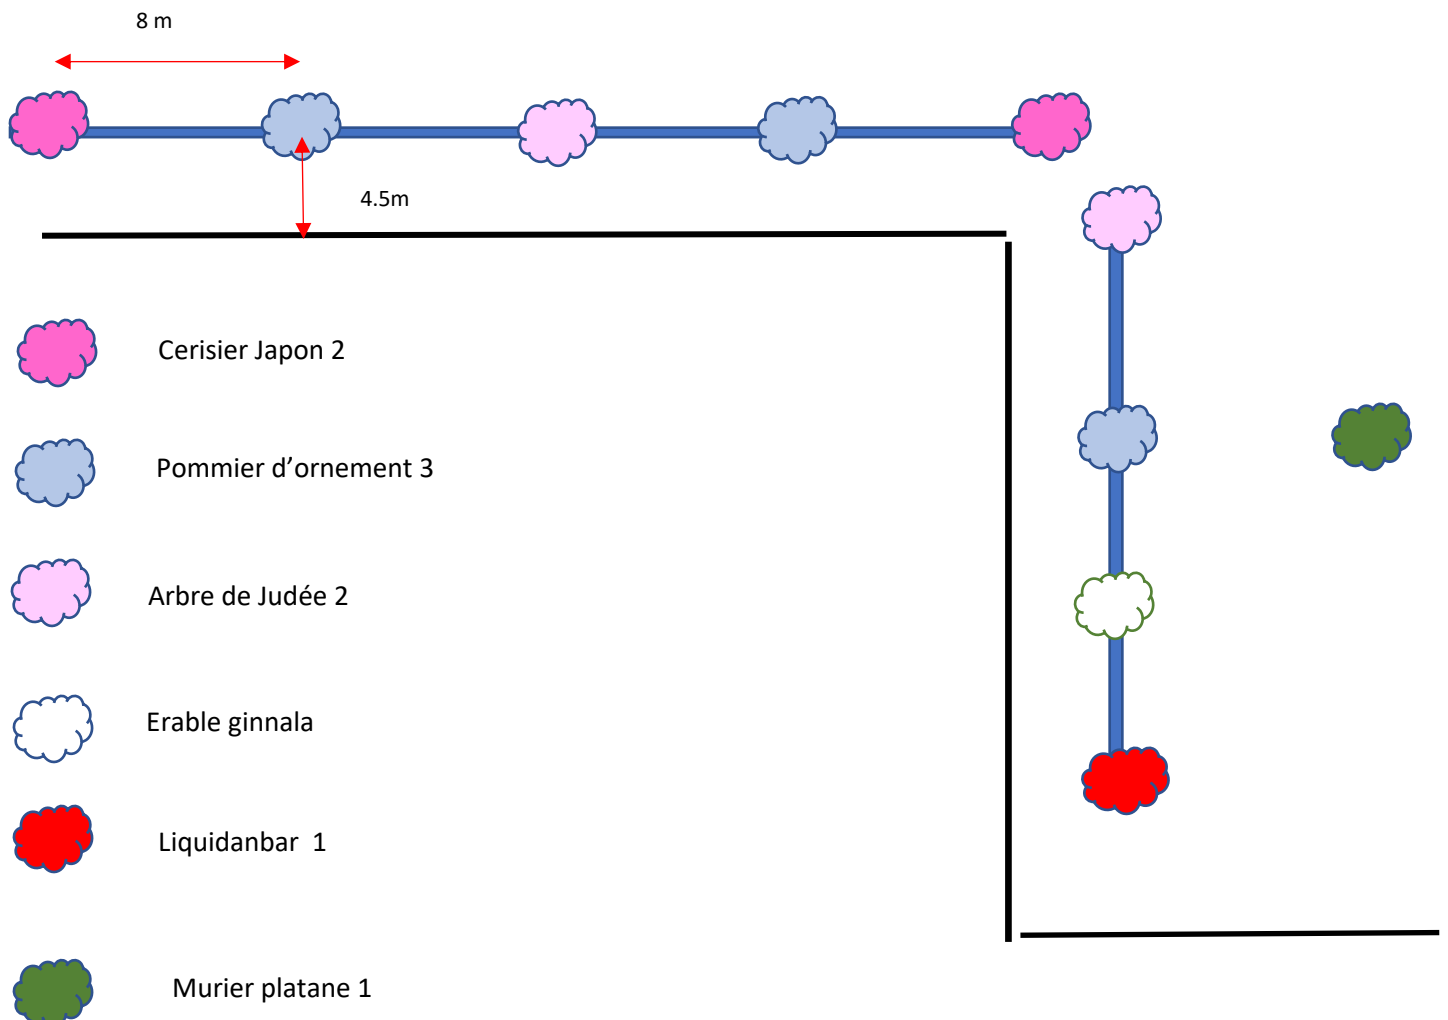 8 m
4.5m
Cerisier Japon 2
Pommier d’ornement 3
Arbre de Judée 2
Erable ginnala
Liquidanbar  1
Murier platane 1